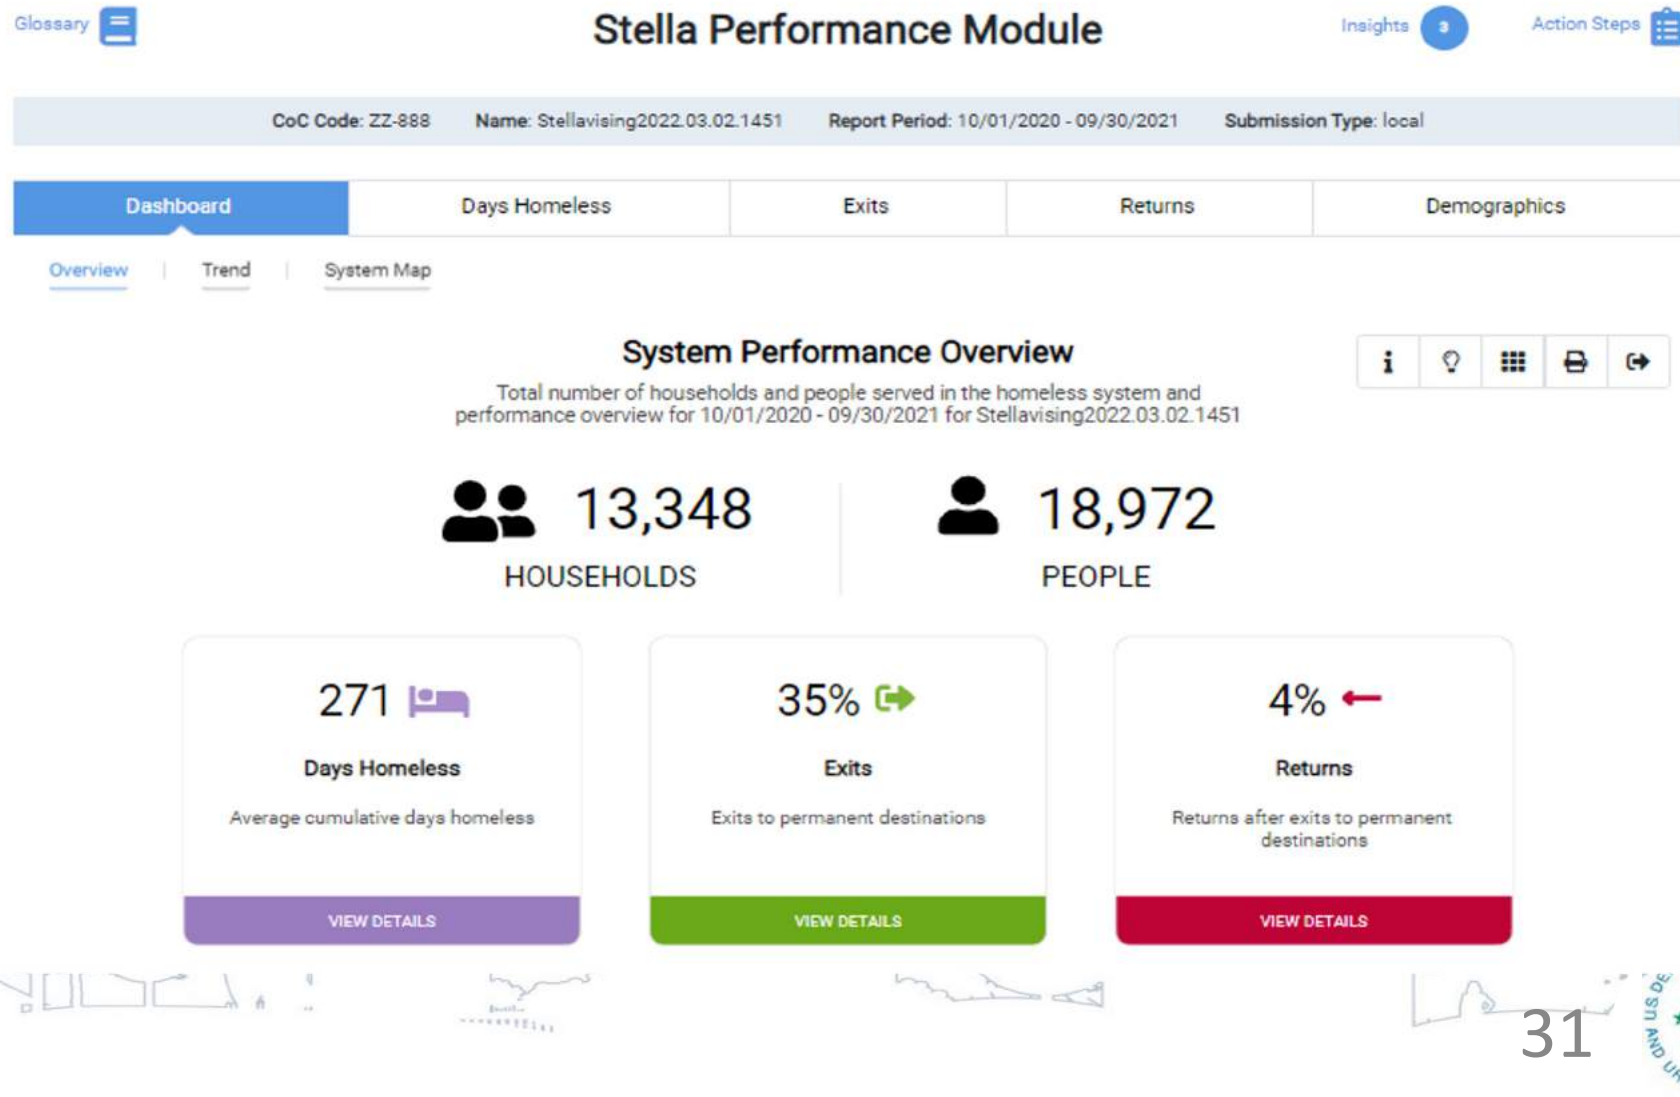 Glossary
Stella Performance Module
Insights 3
Action Steps
CoC Code: ZZ-888 Name: Stellavising2022.03.02.1451 Report Period: 10/01/2020 - 09/30/2021 Submission Type: local
Dashboard Days Homeless Exits Returns Demographics
Overview | Trend | System Map
System Performance Overview
Total number of households and people served in the homeless system and
performance overview for 10/01/2020 - 09/30/2021 for Stellavising2022.03.02.1451
13,348
HOUSEHOLDS
18,972
PEOPLE
271
Days Homeless
Average cumulative days homeless
VIEW DETAILS
35%
Exits
Exits to permanent destinations
VIEW DETAILS
4%
Returns
Returns after exits to permanent
destinations
VIEW DETAILS
31
US DE
AND UR